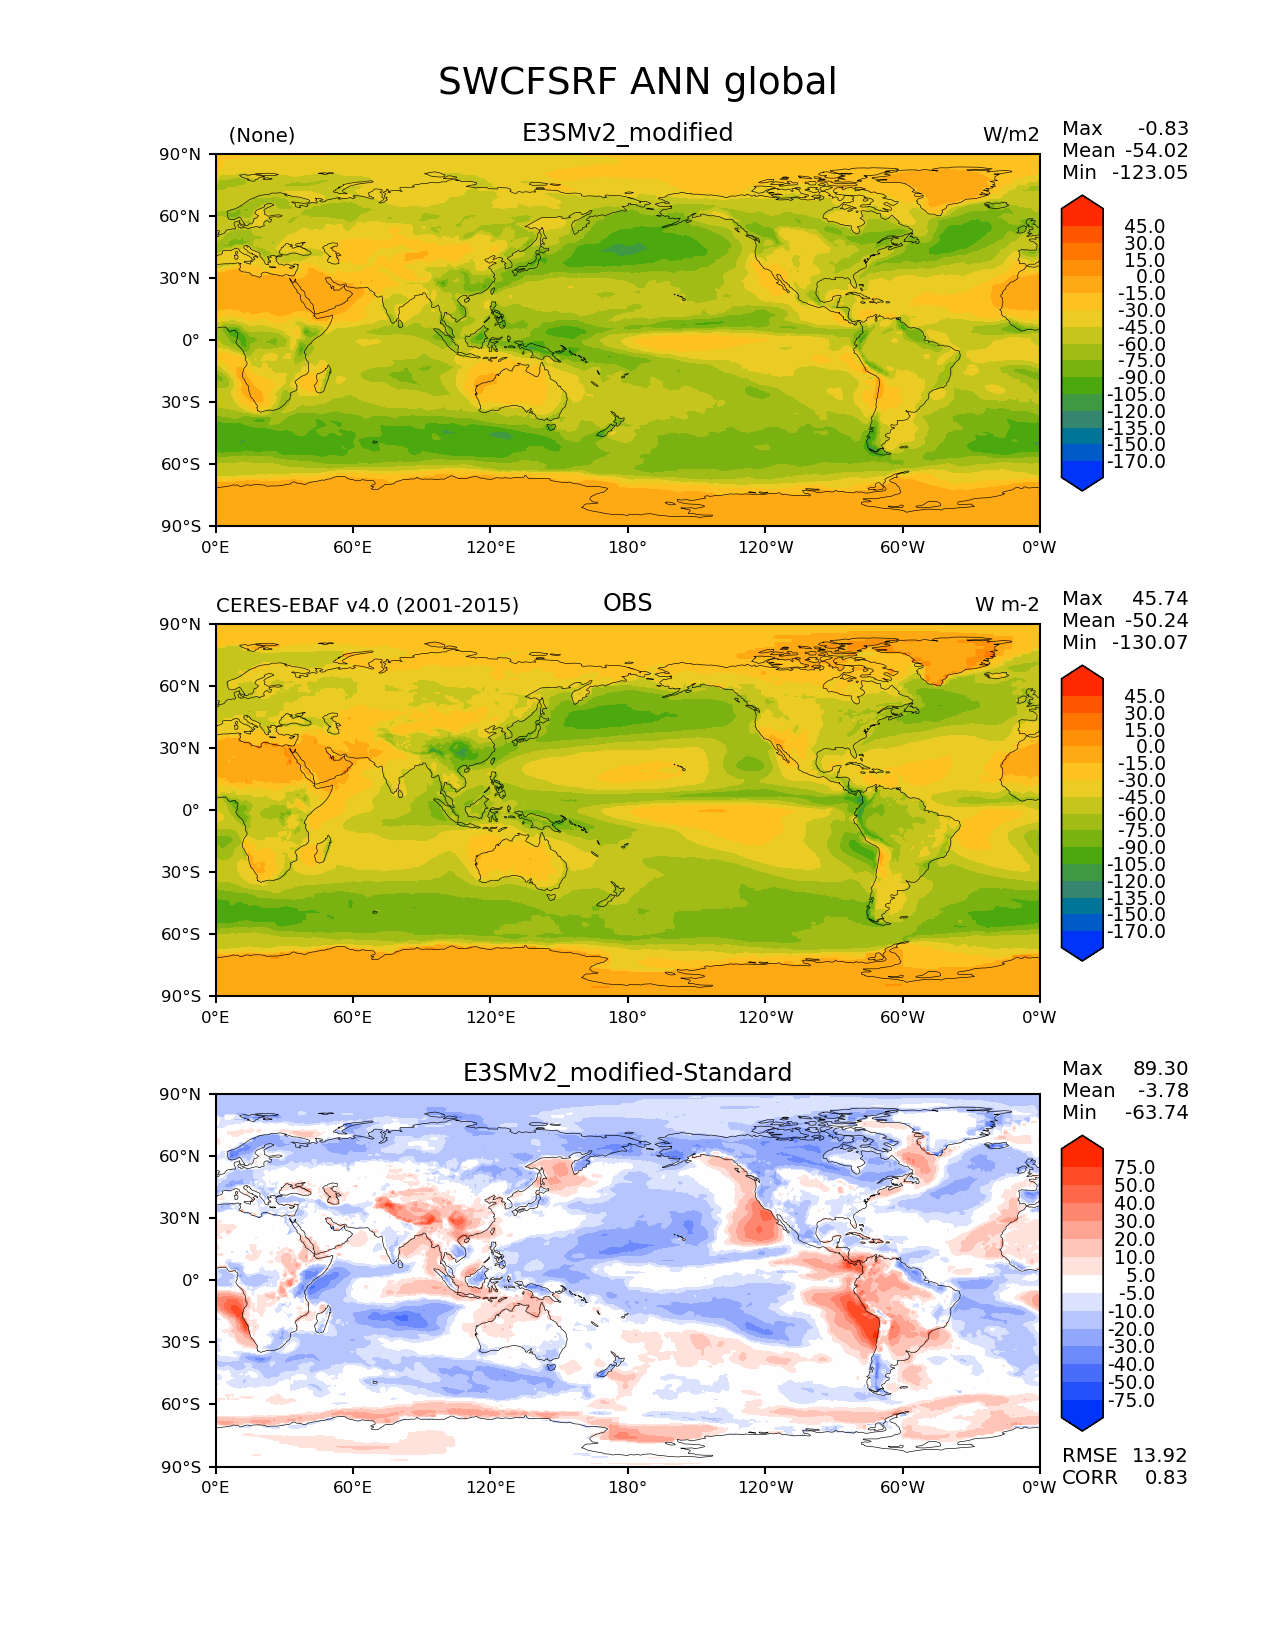 SWCFSRF ANN global
(None) E3SMv2_modified W/m2
Max -0.83
Mean -54.02
Min -123.05
90°N
60°N
30°N
0°
30°S
60°S
90°S
0°E 60°E 120°E 180° 120°W 60°W 0°W
45.0
30.0
15.0
0.0
-15.0
-30.0
-45.0
-60.0
-75.0
-90.0
-105.0
-120.0
-135.0
-150.0
-170.0
CERES-EBAF v4.0 (2001-2015) OBS W m-2
Max 45.74
Mean -50.24
Min -130.07
90°N
60°N
30°N
0°
30°S
60°S
90°S
0°E 60°E 120°E 180° 120°W 60°W 0°W
45.0
30.0
15.0
0.0
-15.0
-30.0
-45.0
-60.0
-75.0
-90.0
-105.0
-120.0
-135.0
-150.0
-170.0
E3SMv2_modified-Standard
Max 89.30
Mean -3.78
Min -63.74
90°N
60°N
30°N
0°
30°S
60°S
90°S
0°E 60°E 120°E 180° 120°W 60°W 0°W
75.0
50.0
40.0
30.0
20.0
10.0
5.0
-5.0
-10.0
-20.0
-30.0
-40.0
-50.0
-75.0
RMSE 13.92
CORR 0.83